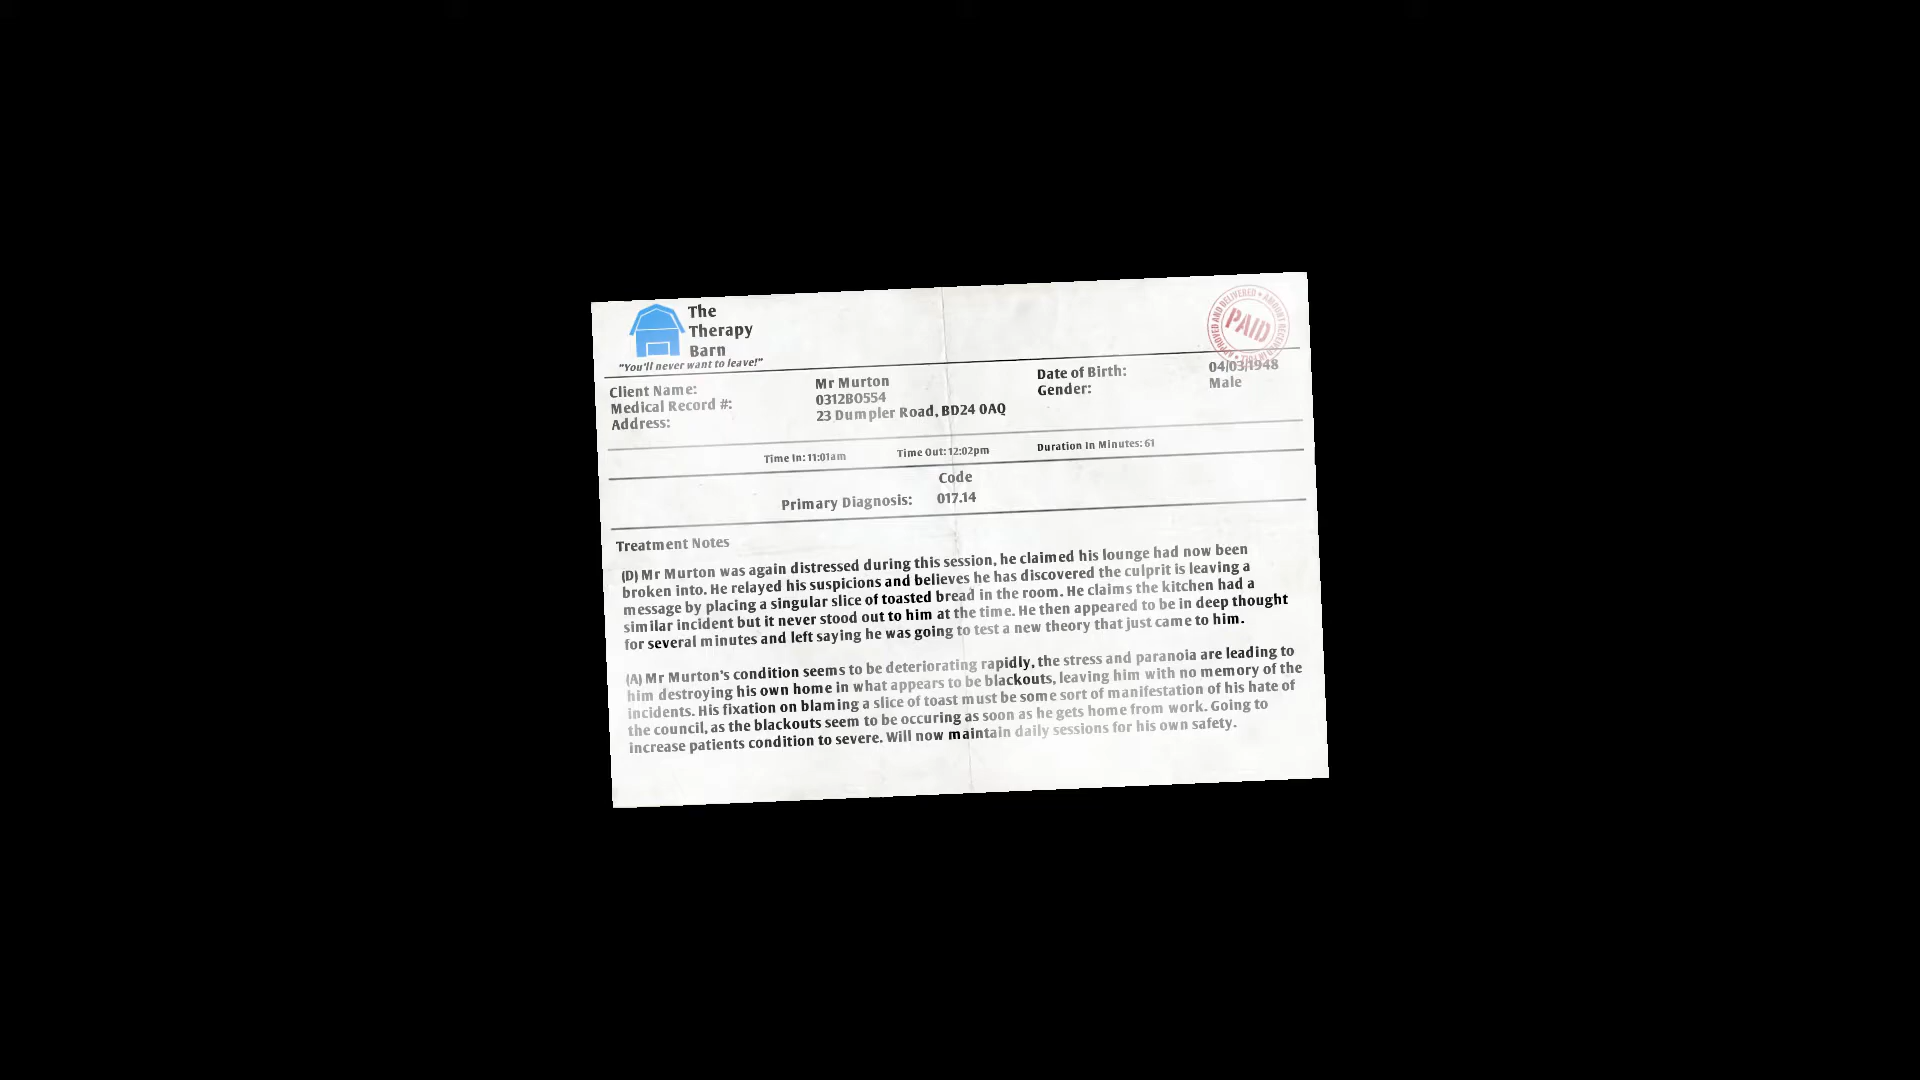 The
Therapy
Barn
"You'll never want to leave!"
APPROVED AND DELIVERED • AMOUNT RECEIVED IN FULL •
PAID
Client Name: Mr Murton Date of Birth: 04/03/1948
Medical Record #: 0312BO554 Gender: Male
Address: 23 Dumpler Road, BD24 0AQ
Time In: 11:01am Time Out: 12:02pm Duration In Minutes: 61
Code
Primary Diagnosis: 017.14
Treatment Notes
(D) Mr Murton was again distressed during this session, he claimed his lounge had now been
broken into. He relayed his suspicions and believes he has discovered the culprit is leaving a
message by placing a singular slice of toasted bread in the room. He claims the kitchen had a
similar incident but it never stood out to him at the time. He then appeared to be in deep thought
for several minutes and left saying he was going to test a new theory that just came to him.
(A) Mr Murton's condition seems to be deteriorating rapidly, the stress and paranoia are leading to
him destroying his own home in what appears to be blackouts, leaving him with no memory of the
incidents. His fixation on blaming a slice of toast must be some sort of manifestation of his hate of
the council, as the blackouts seem to be occuring as soon as he gets home from work. Going to
increase patients condition to severe. Will now maintain daily sessions for his own safety.